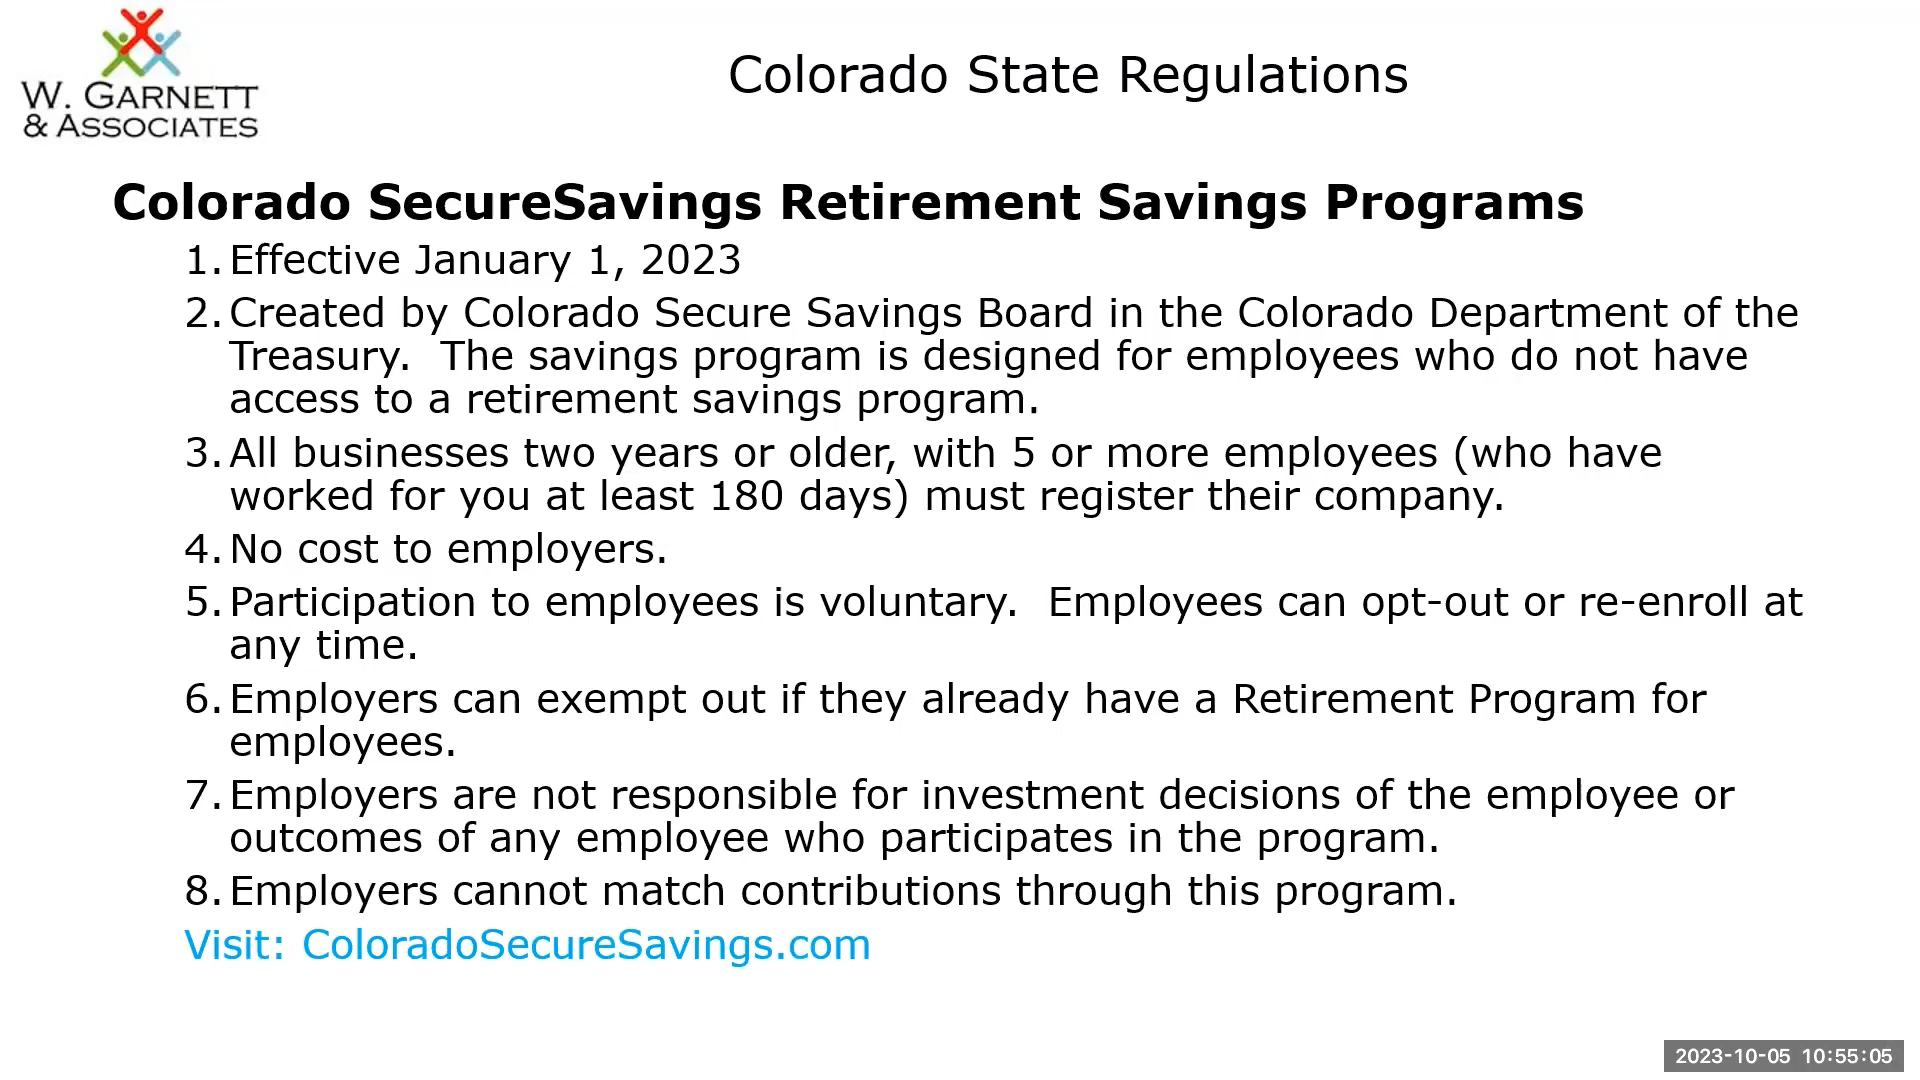 W. GARNETT
& ASSOCIATES
Colorado State Regulations
Colorado SecureSavings Retirement Savings Programs
1. Effective January 1, 2023
2. Created by Colorado Secure Savings Board in the Colorado Department of the
Treasury.  The savings program is designed for employees who do not have
access to a retirement savings program.
3. All businesses two years or older, with 5 or more employees (who have
worked for you at least 180 days) must register their company.
4. No cost to employers.
5. Participation to employees is voluntary.  Employees can opt-out or re-enroll at
any time.
6. Employers can exempt out if they already have a Retirement Program for
employees.
7. Employers are not responsible for investment decisions of the employee or
outcomes of any employee who participates in the program.
8. Employers cannot match contributions through this program.
Visit: ColoradoSecureSavings.com
2023-10-05 10:55:05